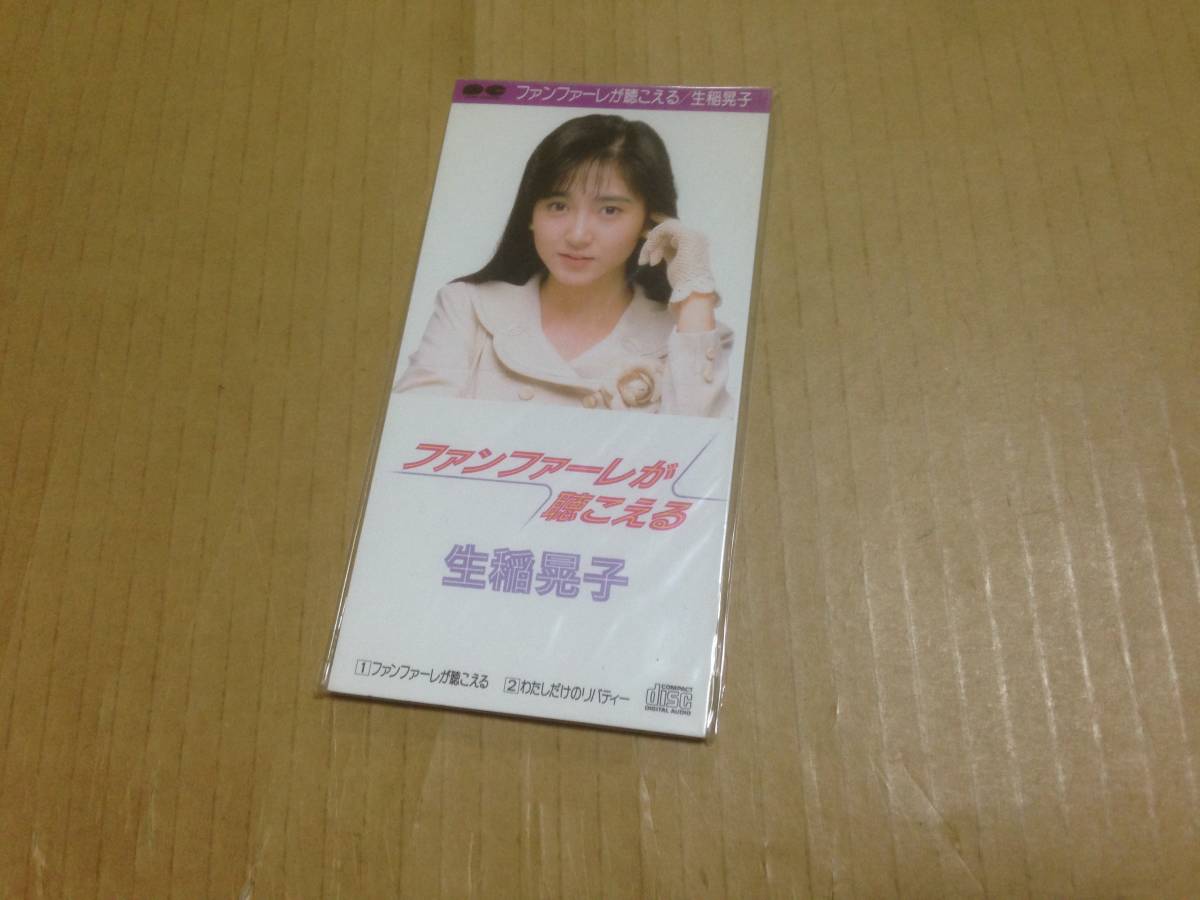 ファンファーレが聴こえる/生稲晃子
ファンファーレが
聴こえる
生稲晃子
1 ファンファーレが聴こえる 2 わたしだけのリバティー
COMPACT
disc
DIGITAL AUDIO